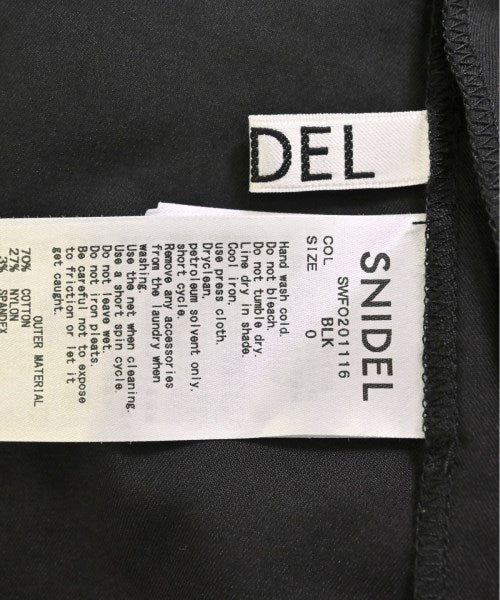 DEL
SNIDEL
SWFO201116
COL BLK
SIZE 0
Hand wash cold.
Do not bleach.
Do not tumble dry.
Line dry in shade.
Cool iron.
use press cloth.
Dryclean.
petroleum solvent only.
Short cycle.
Remove any accessories
from the laundry when
washing.
Use the net when cleaning.
Use a short spin cycle.
Do not leave wet.
Do not iron pleats.
Be careful not to expose
to friction or let it
get caught.
OUTER MATERIAL
70% COTTON
27% NYLON
3% SPANDEX